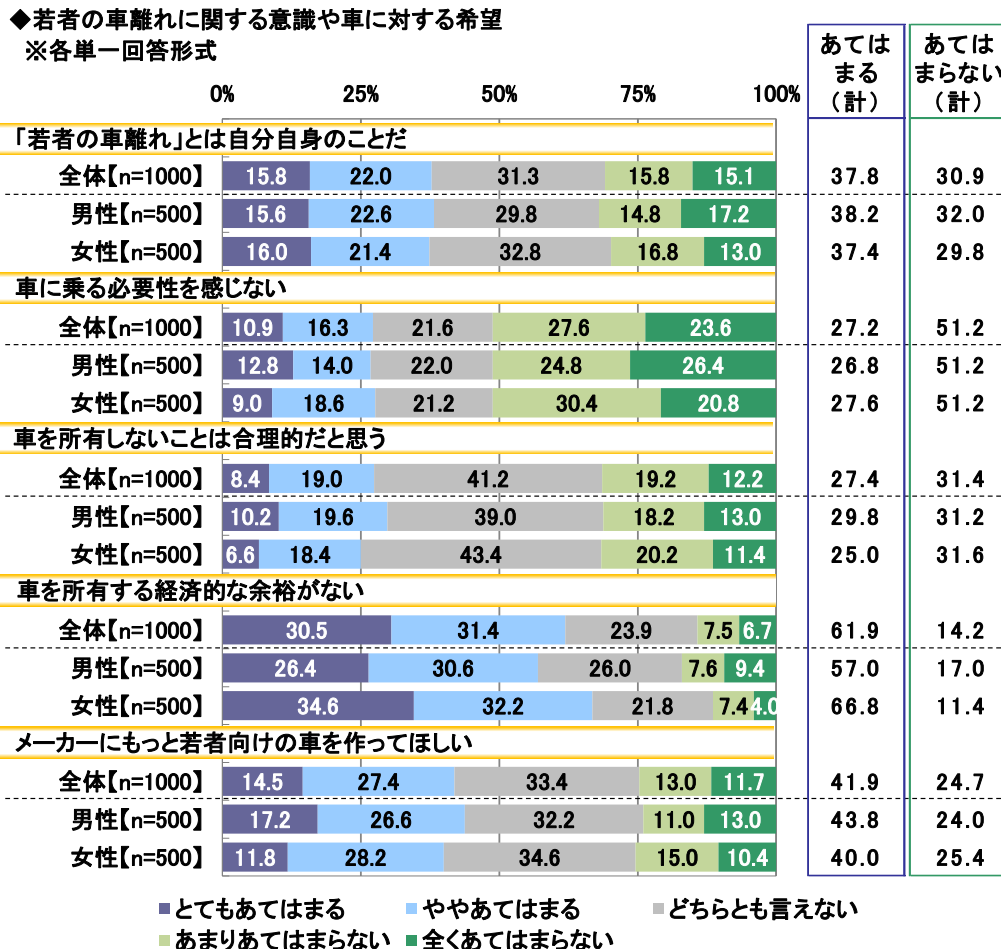 ◆若者の車離れに関する意識や車に対する希望
※各単一回答形式
あてはまる（計）
あてはまらない（計）
0% 25% 50% 75% 100%
「若者の車離れ」とは自分自身のことだ
全体【n=1000】 15.8 22.0 31.3 15.8 15.1 37.8 30.9
男性【n=500】 15.6 22.6 29.8 14.8 17.2 38.2 32.0
女性【n=500】 16.0 21.4 32.8 16.8 13.0 37.4 29.8
車に乗る必要性を感じない
全体【n=1000】 10.9 16.3 21.6 27.6 23.6 27.2 51.2
男性【n=500】 12.8 14.0 22.0 24.8 26.4 26.8 51.2
女性【n=500】 9.0 18.6 21.2 30.4 20.8 27.6 51.2
車を所有しないことは合理的だと思う
全体【n=1000】 8.4 19.0 41.2 19.2 12.2 27.4 31.4
男性【n=500】 10.2 19.6 39.0 18.2 13.0 29.8 31.2
女性【n=500】 6.6 18.4 43.4 20.2 11.4 25.0 31.6
車を所有する経済的な余裕がない
全体【n=1000】 30.5 31.4 23.9 7.5 6.7 61.9 14.2
男性【n=500】 26.4 30.6 26.0 7.6 9.4 57.0 17.0
女性【n=500】 34.6 32.2 21.8 7.4 4.0 66.8 11.4
メーカーにもっと若者向けの車を作ってほしい
全体【n=1000】 14.5 27.4 33.4 13.0 11.7 41.9 24.7
男性【n=500】 17.2 26.6 32.2 11.0 13.0 43.8 24.0
女性【n=500】 11.8 28.2 34.6 15.0 10.4 40.0 25.4
とてもあてはまる ややあてはまる どちらとも言えない
あまりあてはまらない 全くあてはまらない